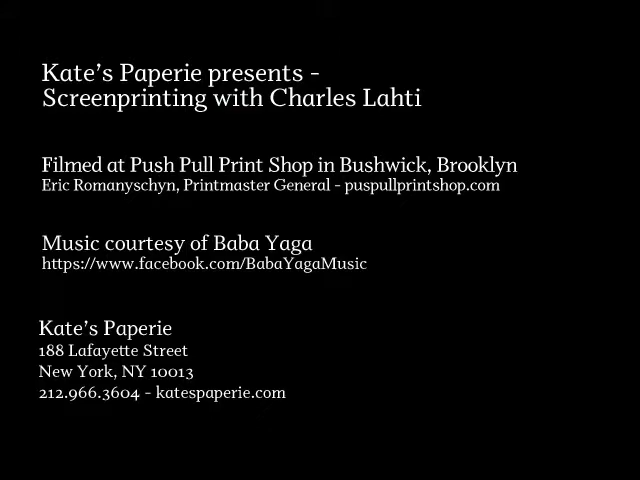 Kate’s Paperie presents -
Screenprinting with Charles Lahti
Filmed at Push Pull Print Shop in Bushwick, Brooklyn
Eric Romanyschyn, Printmaster General - puspullprintshop.com
Music courtesy of Baba Yaga
https://www.facebook.com/BabaYagaMusic
Kate’s Paperie
188 Lafayette Street
New York, NY 10013
212.966.3604 - katespaperie.com